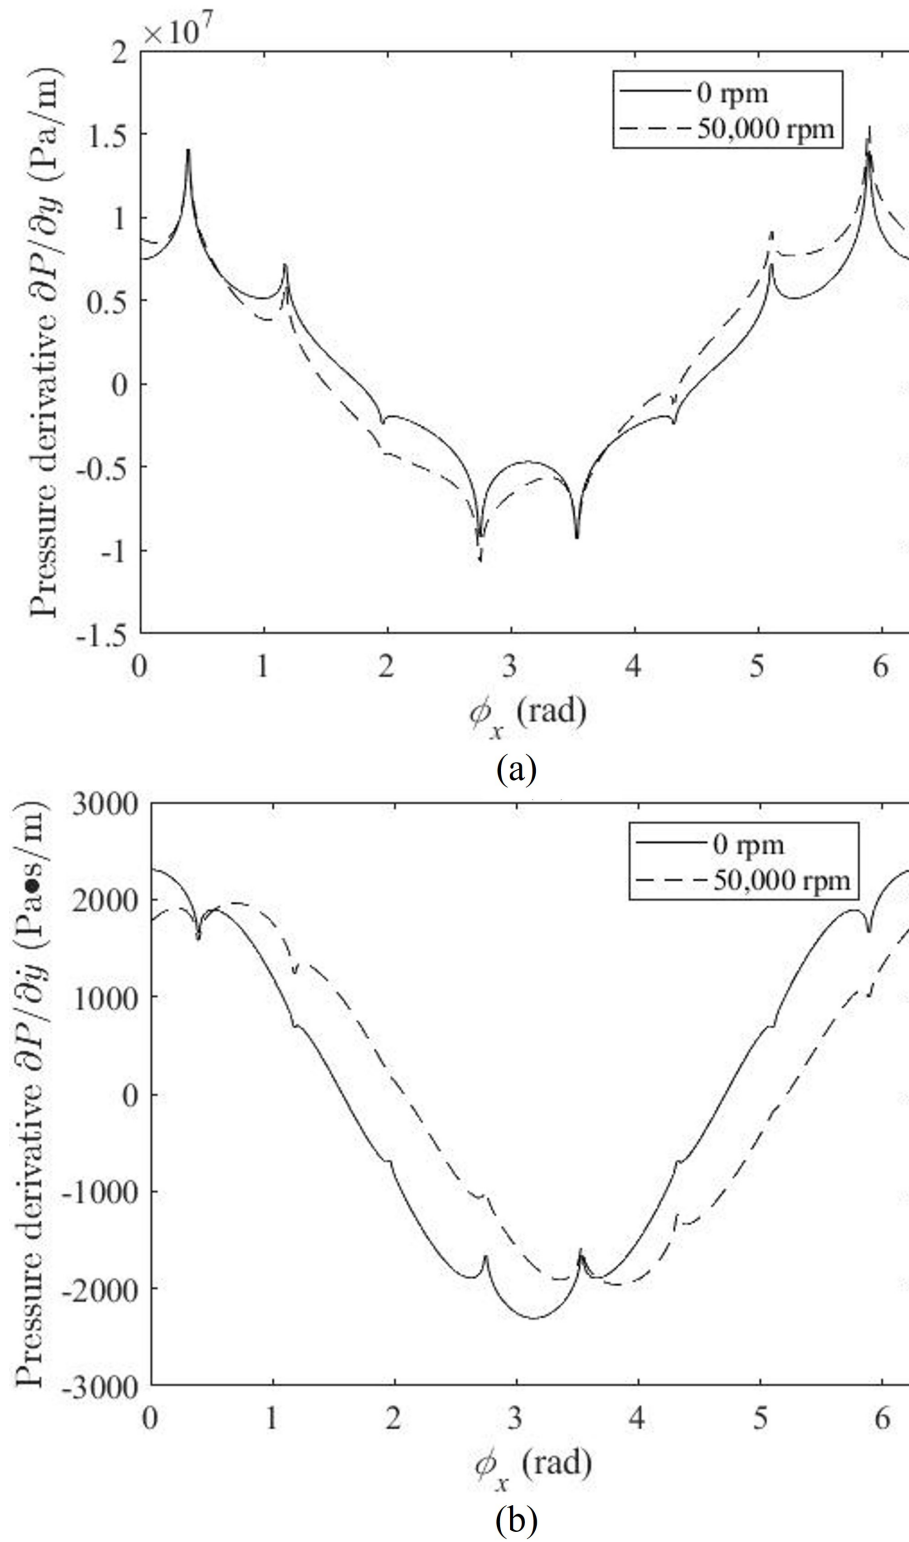 ×10⁷
2
1.5
1
0.5
0
-0.5
-1
-1.5
Pressure derivative ∂P/∂y (Pa/m)
0 rpm
50,000 rpm
0 1 2 3 4 5 6
ϕₓ (rad)
(a)
3000
2000
1000
0
-1000
-2000
-3000
Pressure derivative ∂P/∂ẏ (Pa●s/m)
0 rpm
50,000 rpm
0 1 2 3 4 5 6
ϕₓ (rad)
(b)